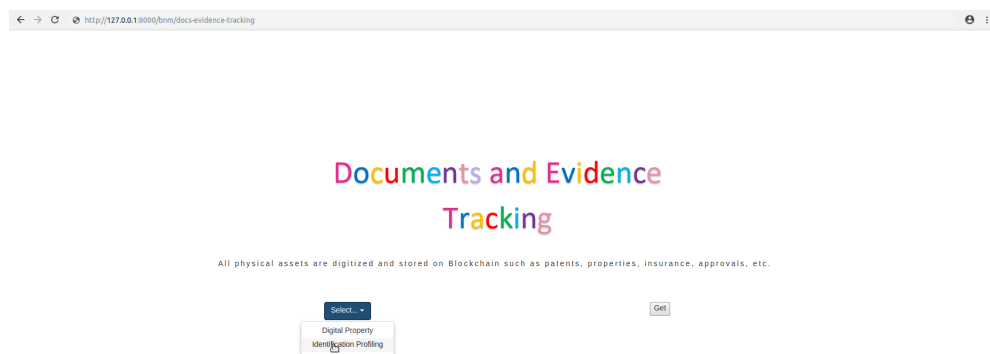 http://127.0.0.1:8000/bnm/docs-evidence-tracking
Documents and Evidence
Tracking
All physical assets are digitized and stored on Blockchain such as patents, properties, insurance, approvals, etc.
Select...
Get
Digital Property
Identification Profiling